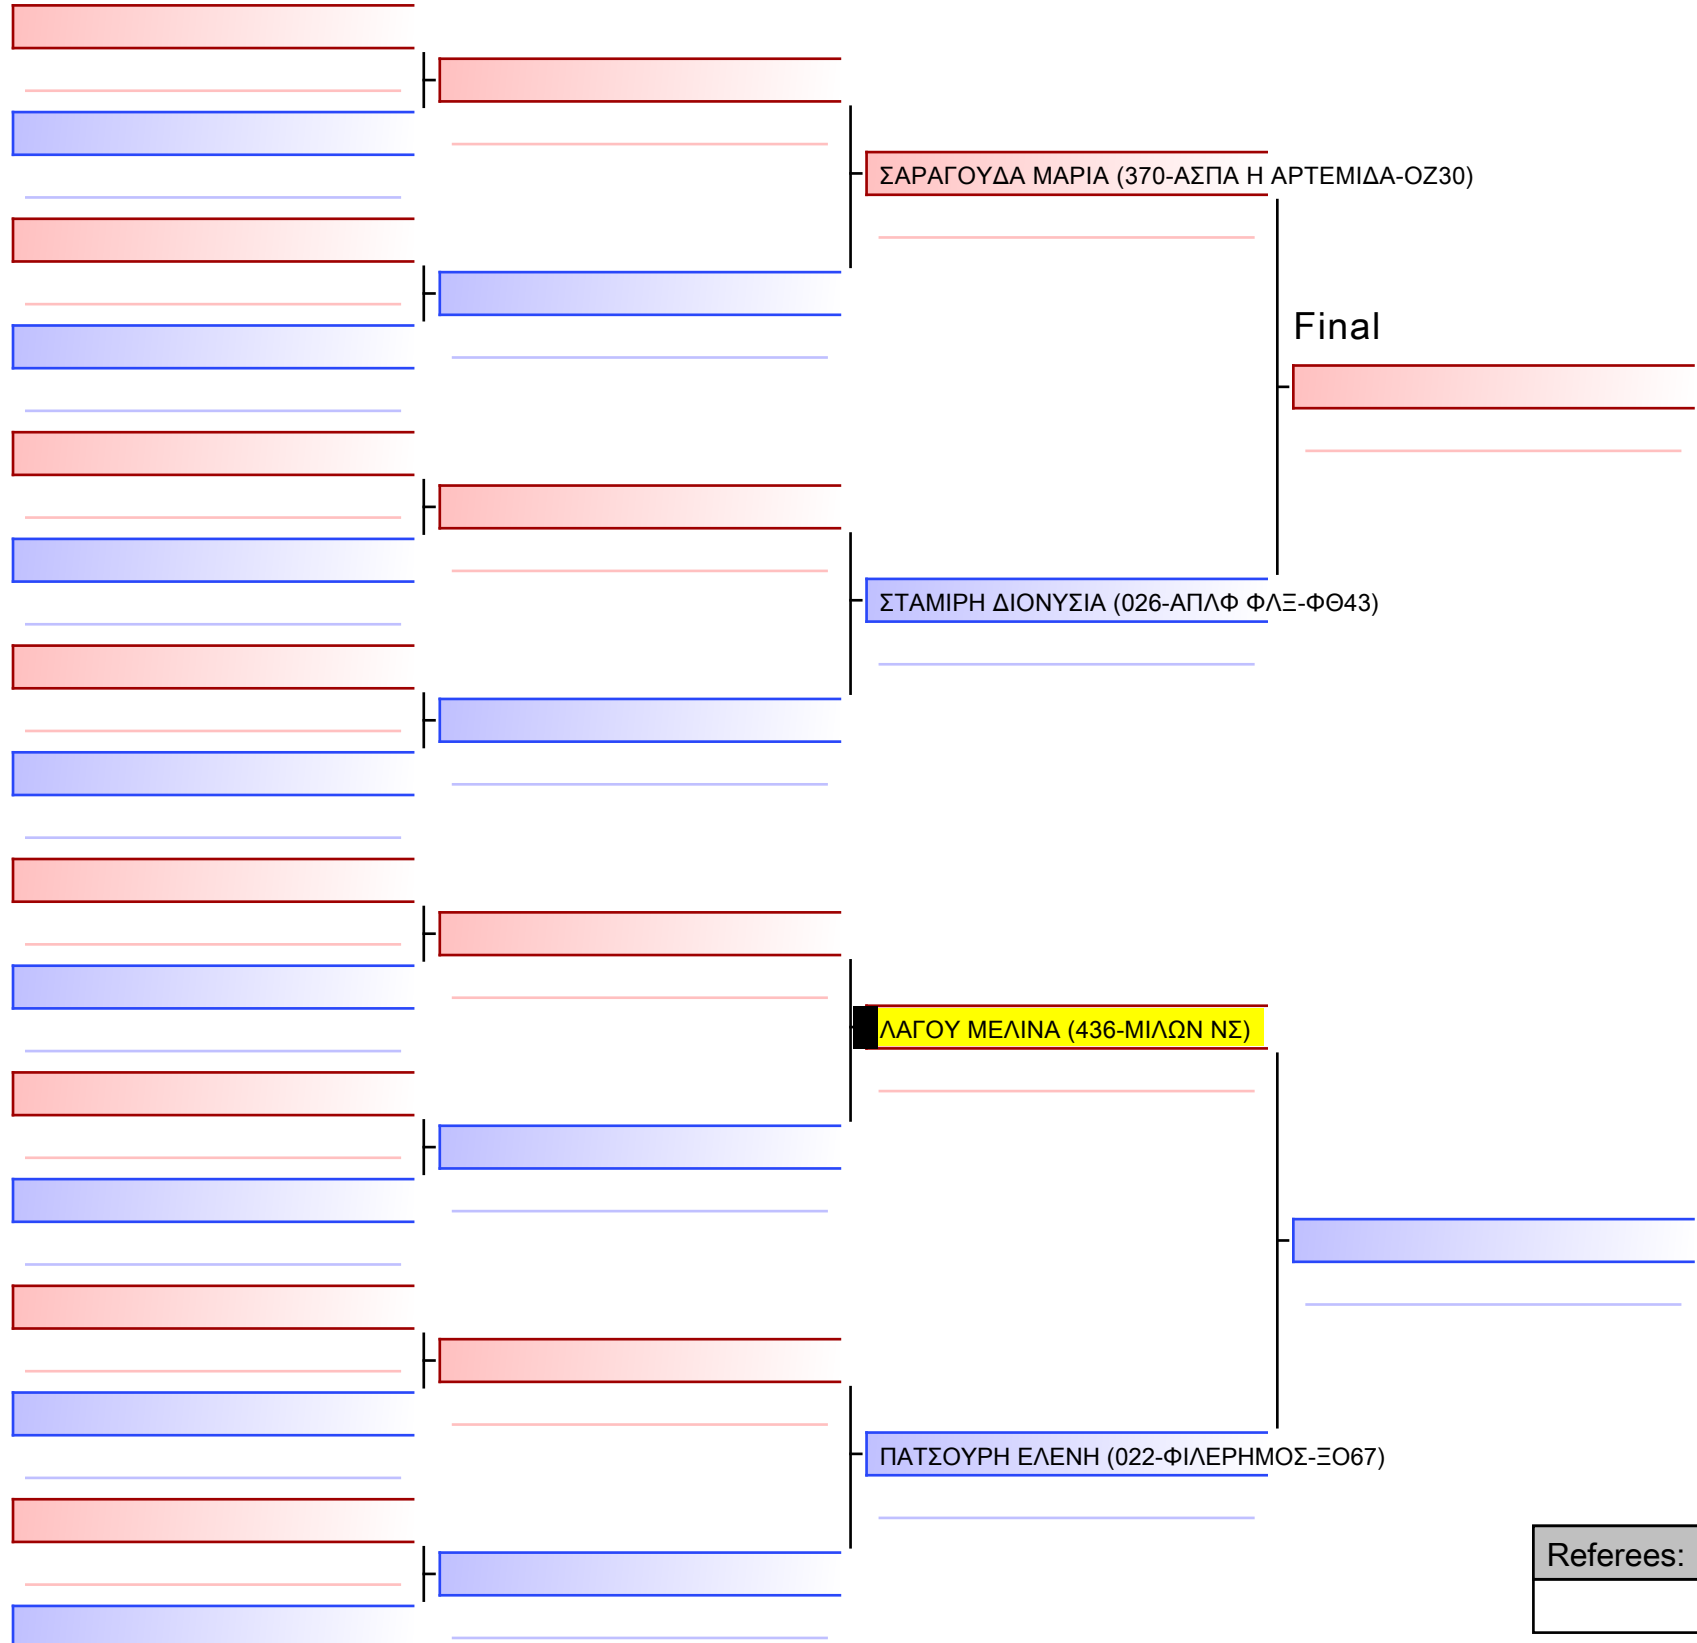 ΣΑΡΑΓΟΥΔΑ ΜΑΡΙΑ (370-ΑΣΠΑ Η ΑΡΤΕΜΙΔΑ-ΟΖ30)
Final
ΣΤΑΜΙΡΗ ΔΙΟΝΥΣΙΑ (026-ΑΠΛΦ ΦΛΞ-ΦΘ43)
ΛΑΓΟΥ ΜΕΛΙΝΑ (436-ΜΙΛΩΝ ΝΣ)
ΠΑΤΣΟΥΡΗ ΕΛΕΝΗ (022-ΦΙΛΕΡΗΜΟΣ-ΞΟ67)
Referees: